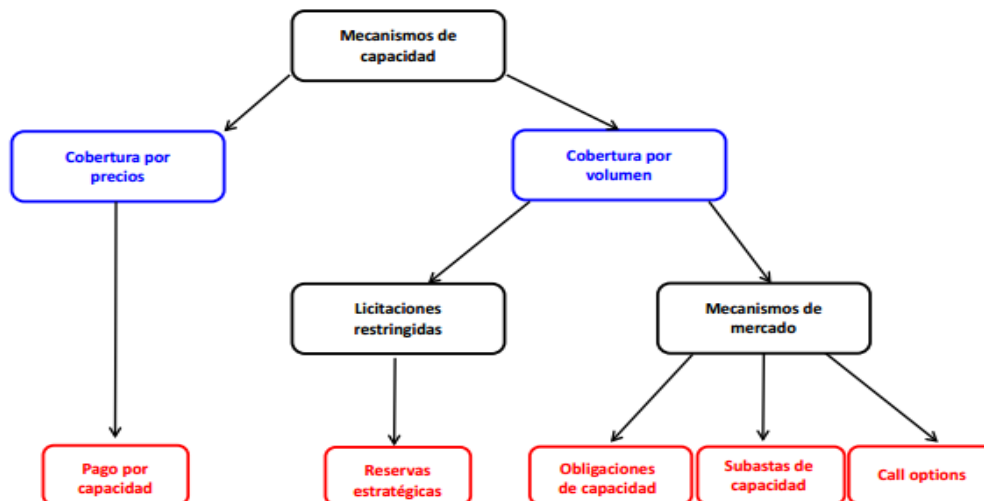 Mecanismos de
capacidad
Cobertura por
precios
Cobertura por
volumen
Licitaciones
restringidas
Mecanismos de
mercado
Pago por
capacidad
Reservas
estratégicas
Obligaciones
de capacidad
Subastas de
capacidad
Call options